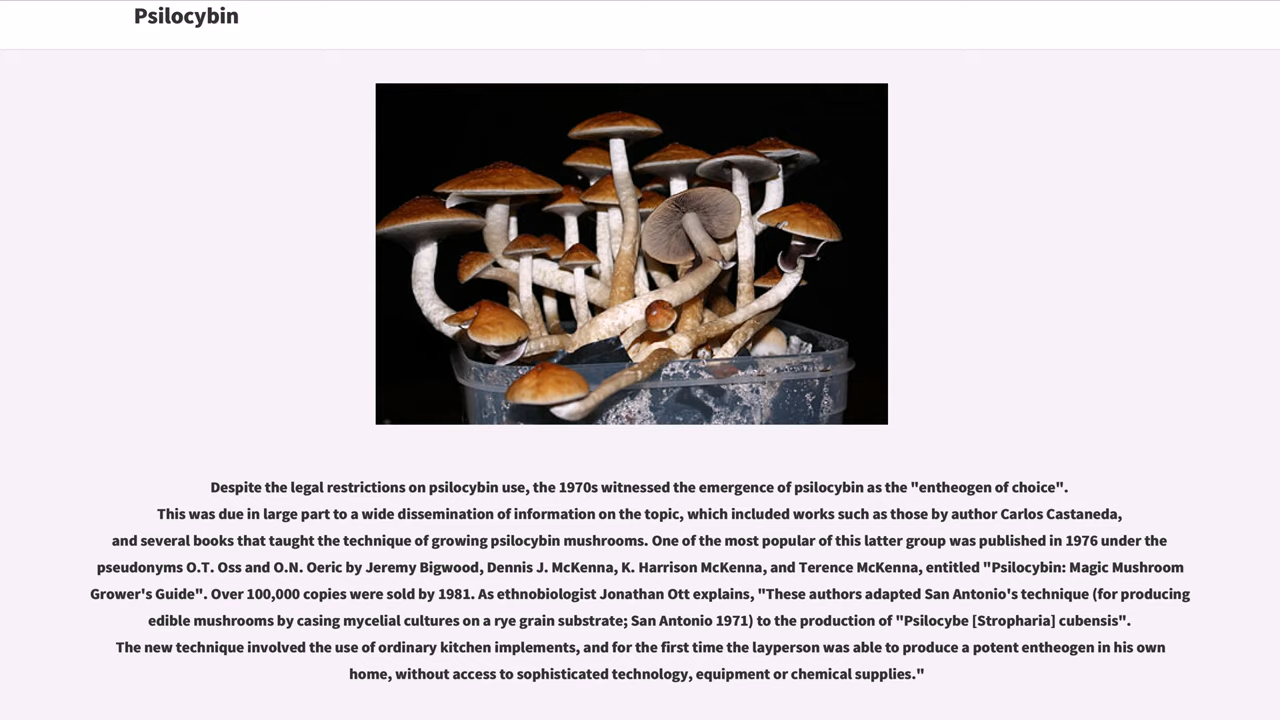 Psilocybin
Despite the legal restrictions on psilocybin use, the 1970s witnessed the emergence of psilocybin as the "entheogen of choice".
This was due in large part to a wide dissemination of information on the topic, which included works such as those by author Carlos Castaneda,
and several books that taught the technique of growing psilocybin mushrooms. One of the most popular of this latter group was published in 1976 under the
pseudonyms O.T. Oss and O.N. Oeric by Jeremy Bigwood, Dennis J. McKenna, K. Harrison McKenna, and Terence McKenna, entitled "Psilocybin: Magic Mushroom
Grower's Guide". Over 100,000 copies were sold by 1981. As ethnobiologist Jonathan Ott explains, "These authors adapted San Antonio's technique (for producing
edible mushrooms by casing mycelial cultures on a rye grain substrate; San Antonio 1971) to the production of "Psilocybe [Stropharia] cubensis".
The new technique involved the use of ordinary kitchen implements, and for the first time the layperson was able to produce a potent entheogen in his own
home, without access to sophisticated technology, equipment or chemical supplies."